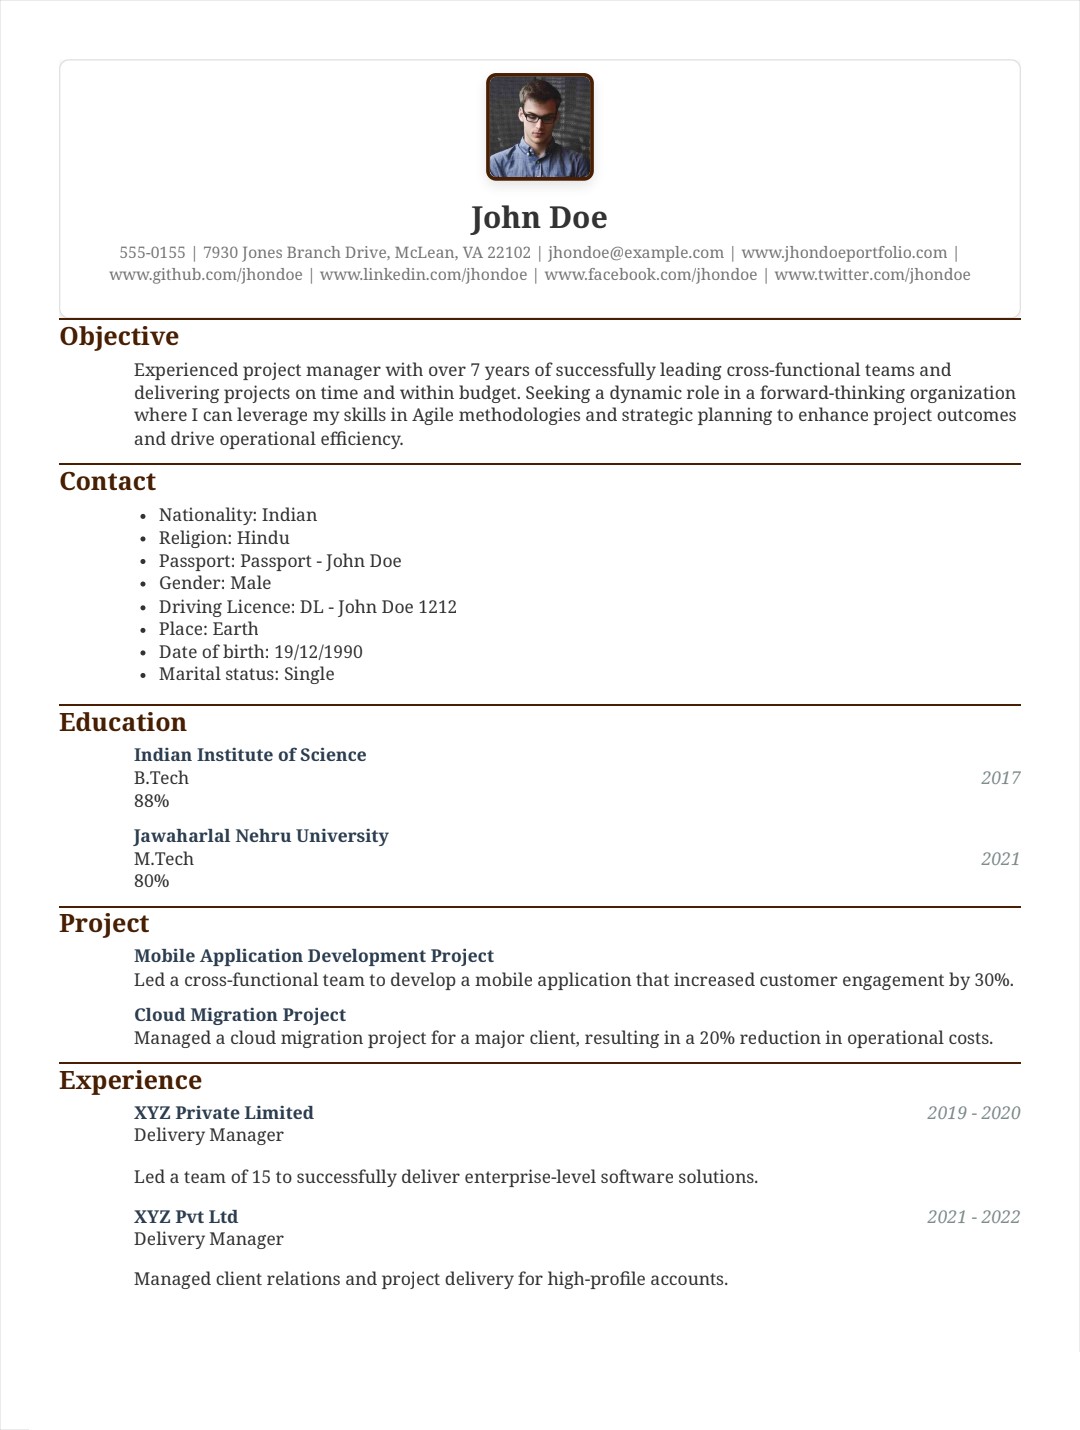 John Doe
555-0155 | 7930 Jones Branch Drive, McLean, VA 22102 | jhondoe@example.com | www.jhondoeportfolio.com |
www.github.com/jhondoe | www.linkedin.com/jhondoe | www.facebook.com/jhondoe | www.twitter.com/jhondoe
Objective
Experienced project manager with over 7 years of successfully leading cross-functional teams and
delivering projects on time and within budget. Seeking a dynamic role in a forward-thinking organization
where I can leverage my skills in Agile methodologies and strategic planning to enhance project outcomes
and drive operational efficiency.
Contact
• Nationality: Indian
• Religion: Hindu
• Passport: Passport - John Doe
• Gender: Male
• Driving Licence: DL - John Doe 1212
• Place: Earth
• Date of birth: 19/12/1990
• Marital status: Single
Education
Indian Institute of Science
B.Tech 2017
88%
Jawaharlal Nehru University
M.Tech 2021
80%
Project
Mobile Application Development Project
Led a cross-functional team to develop a mobile application that increased customer engagement by 30%.
Cloud Migration Project
Managed a cloud migration project for a major client, resulting in a 20% reduction in operational costs.
Experience
XYZ Private Limited 2019 - 2020
Delivery Manager
Led a team of 15 to successfully deliver enterprise-level software solutions.
XYZ Pvt Ltd 2021 - 2022
Delivery Manager
Managed client relations and project delivery for high-profile accounts.